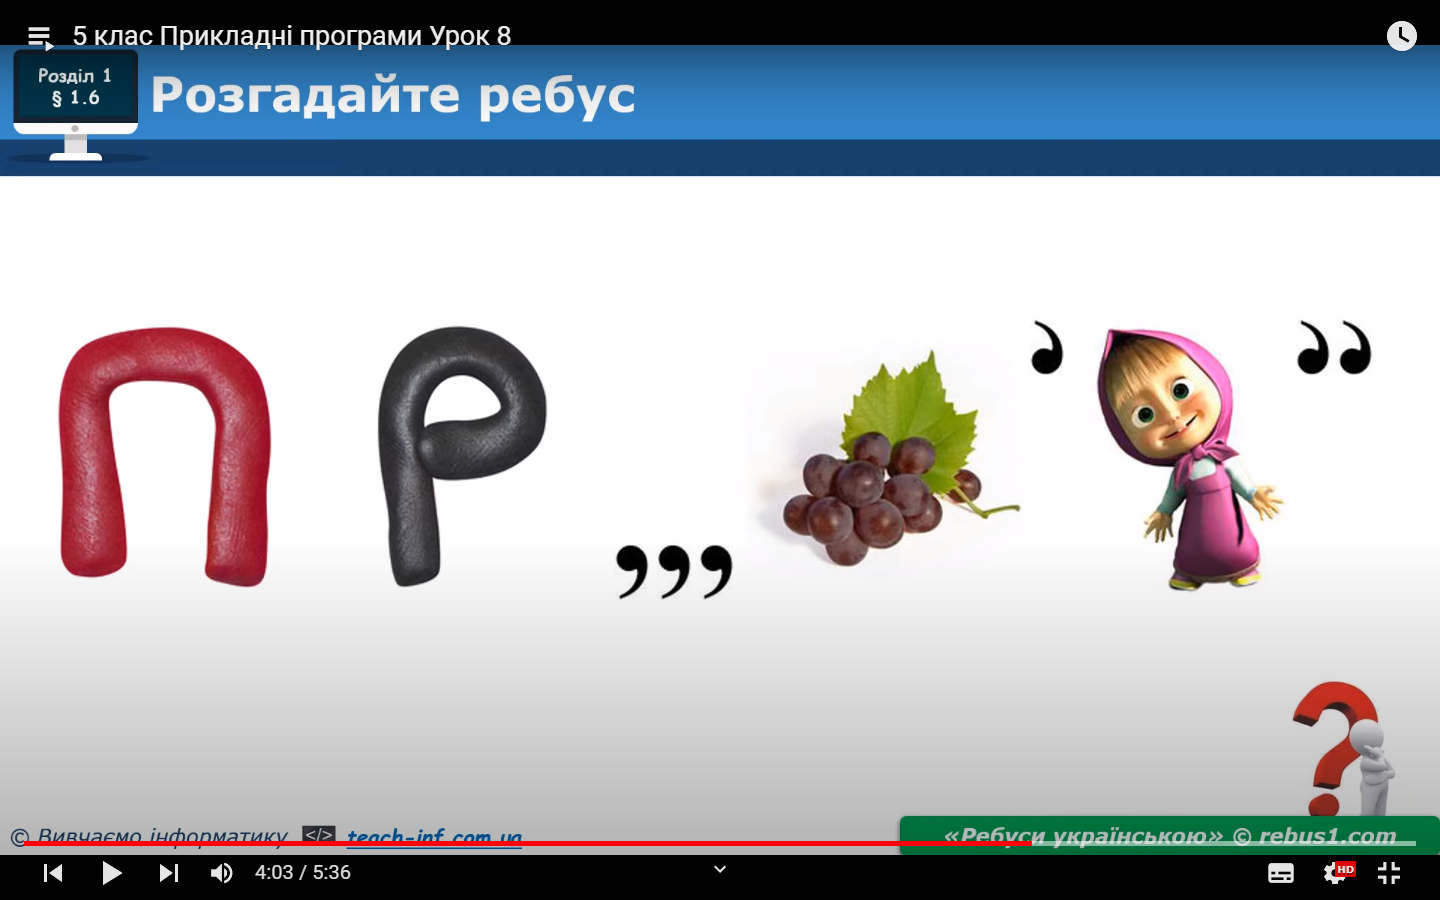 5 клас Прикладні програми Урок 8
Розділ 1
§ 1.6
Розгадайте ребус
П Р ,,, , ,,
© Вивчаємо інформатику </> teach-inf.com.ua
«Ребуси українською» © rebus1.com
4:03 / 5:36
HD